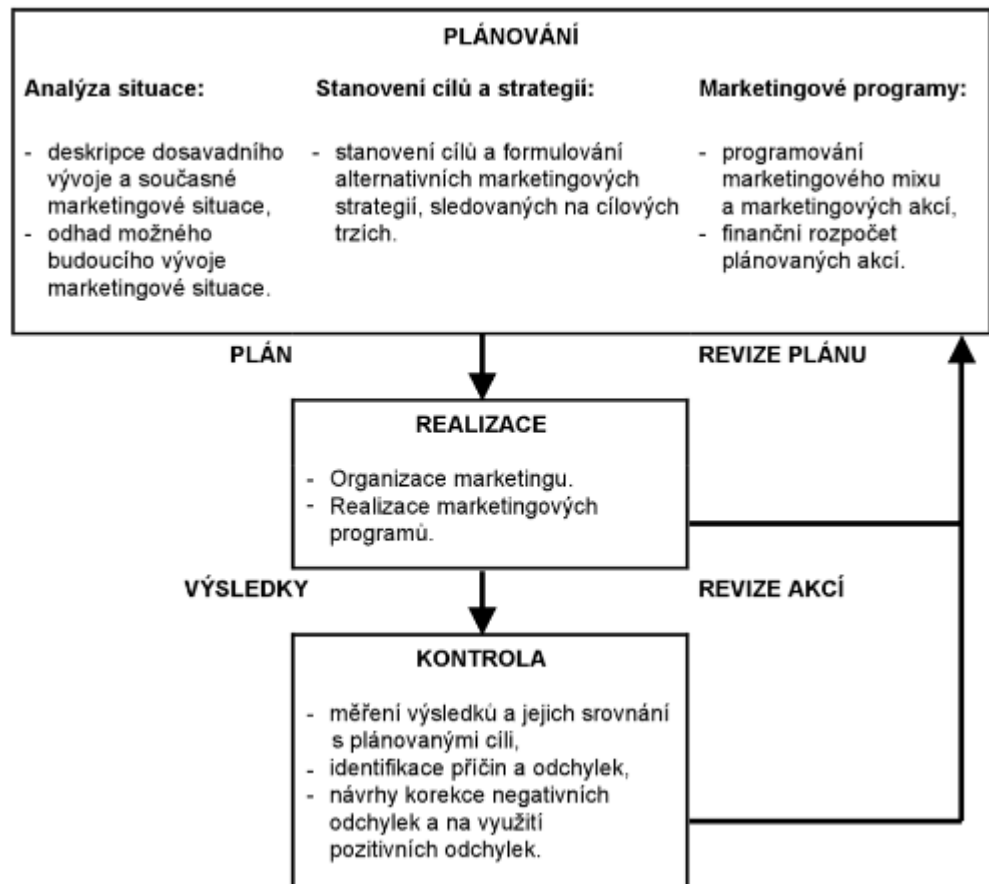 PLÁNOVÁNÍ
Analýza situace:
- deskripce dosavadního
vývoje a současné
marketingové situace,
- odhad možného
budoucího vývoje
marketingové situace.
Stanovení cílů a strategií:
- stanovení cílů a formulování
alternativních marketingových
strategií, sledovaných na cílových
trzích.
Marketingové programy:
- programování
marketingového mixu
a marketingových akcí,
- finanční rozpočet
plánovaných akcí.
PLÁN
REVIZE PLÁNU
REALIZACE
- Organizace marketingu.
- Realizace marketingových
programů.
VÝSLEDKY
REVIZE AKCÍ
KONTROLA
- měření výsledků a jejich srovnání
s plánovanými cíli,
- identifikace příčin a odchylek,
- návrhy korekce negativních
odchylek a na využití
pozitivních odchylek.